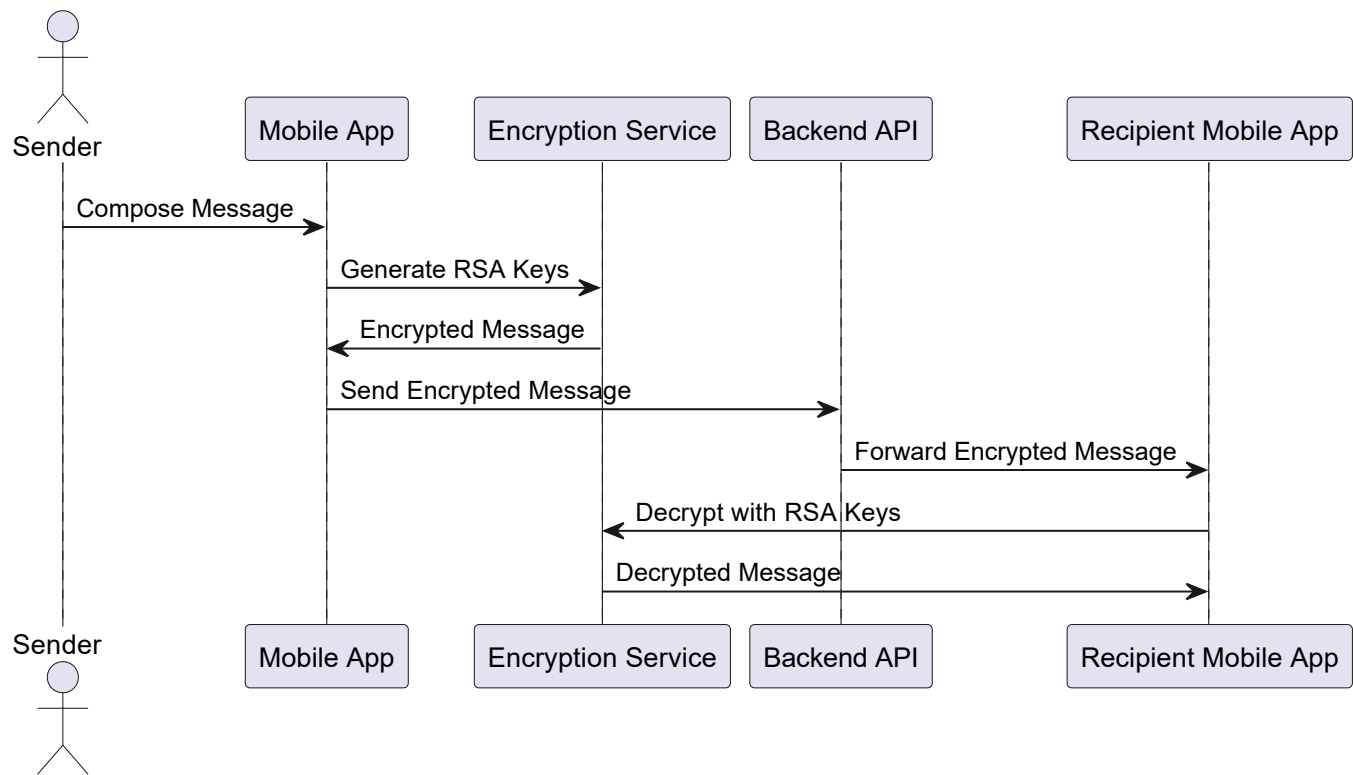 Sender
Mobile App
Encryption Service
Backend API
Recipient Mobile App
Compose Message
Generate RSA Keys
Encrypted Message
Send Encrypted Message
Forward Encrypted Message
Decrypt with RSA Keys
Decrypted Message
Sender
Mobile App
Encryption Service
Backend API
Recipient Mobile App